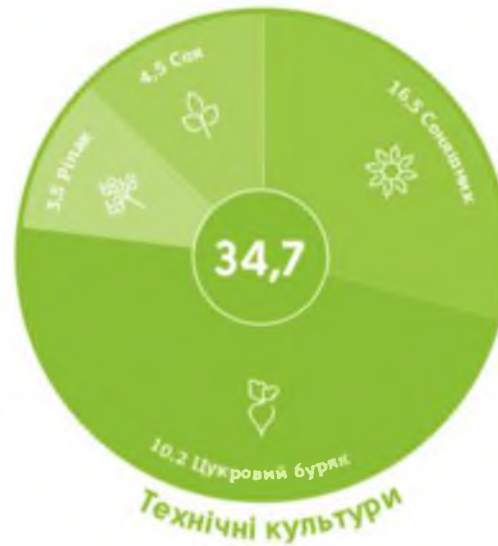 4,5 Соя
16,5 Соняшник
3,5 Ріпак
34,7
10,2 Цукровий буряк
Технічні культури